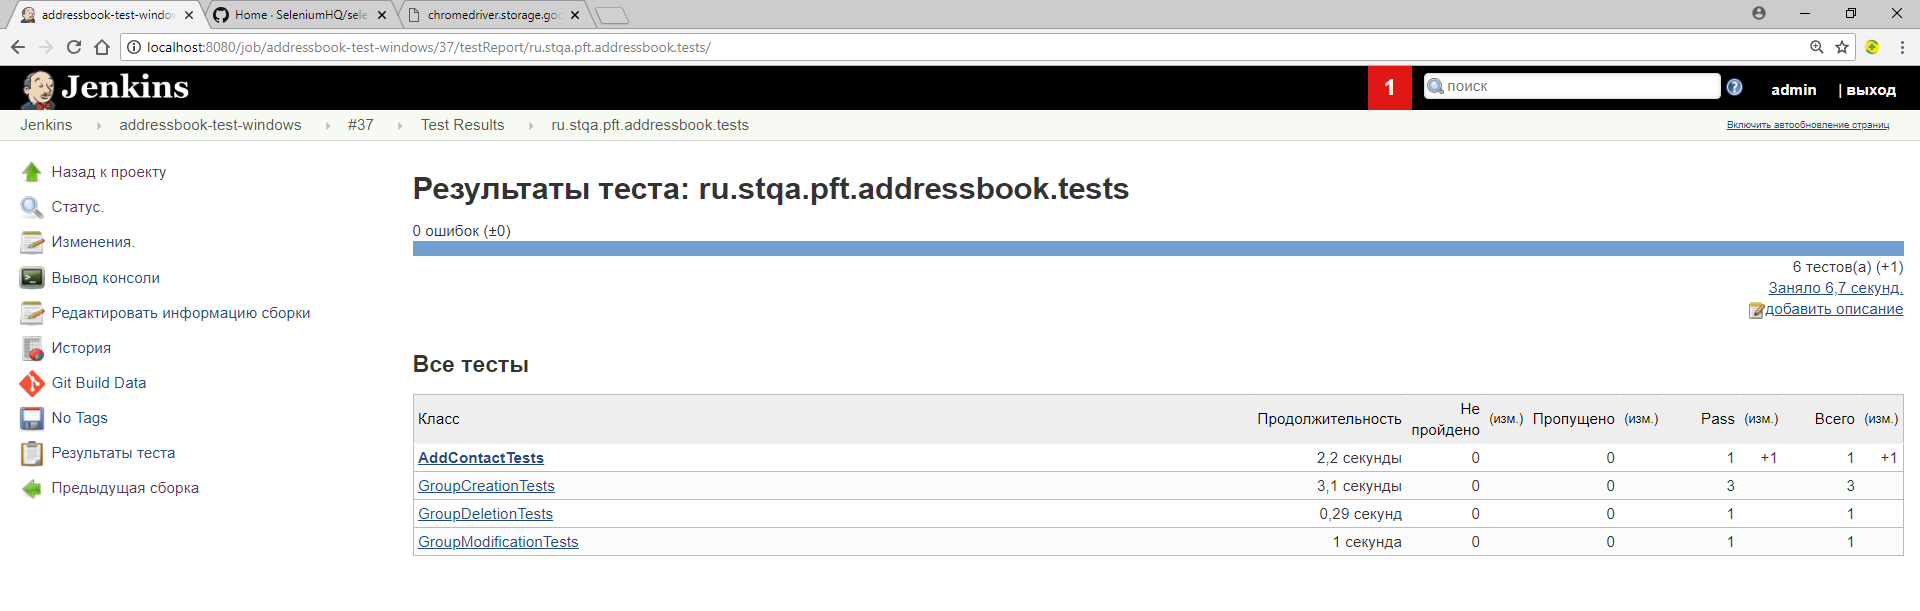 addressbook-test-window
Home · SeleniumHQ/sele
chromedriver.storage.goo
localhost:8080/job/addressbook-test-windows/37/testReport/ru.stqa.pft.addressbook.tests/
Jenkins
1
поиск
admin
| выход
Jenkins
addressbook-test-windows
#37
Test Results
ru.stqa.pft.addressbook.tests
Включить автообновление страниц
Назад к проекту
Статус.
Изменения.
Вывод консоли
Редактировать информацию сборки
История
Git Build Data
No Tags
Результаты теста
Предыдущая сборка
Результаты теста: ru.stqa.pft.addressbook.tests
0 ошибок (±0)
6 тестов(а) (+1)
Заняло 6,7 секунд.
добавить описание
Все тесты
Класс Продолжительность Не пройдено (изм.) Пропущено (изм.) Pass (изм.) Всего (изм.)
AddContactTests 2,2 секунды 0 0 1 +1 1 +1
GroupCreationTests 3,1 секунды 0 0 3 3
GroupDeletionTests 0,29 секунд 0 0 1 1
GroupModificationTests 1 секунда 0 0 1 1